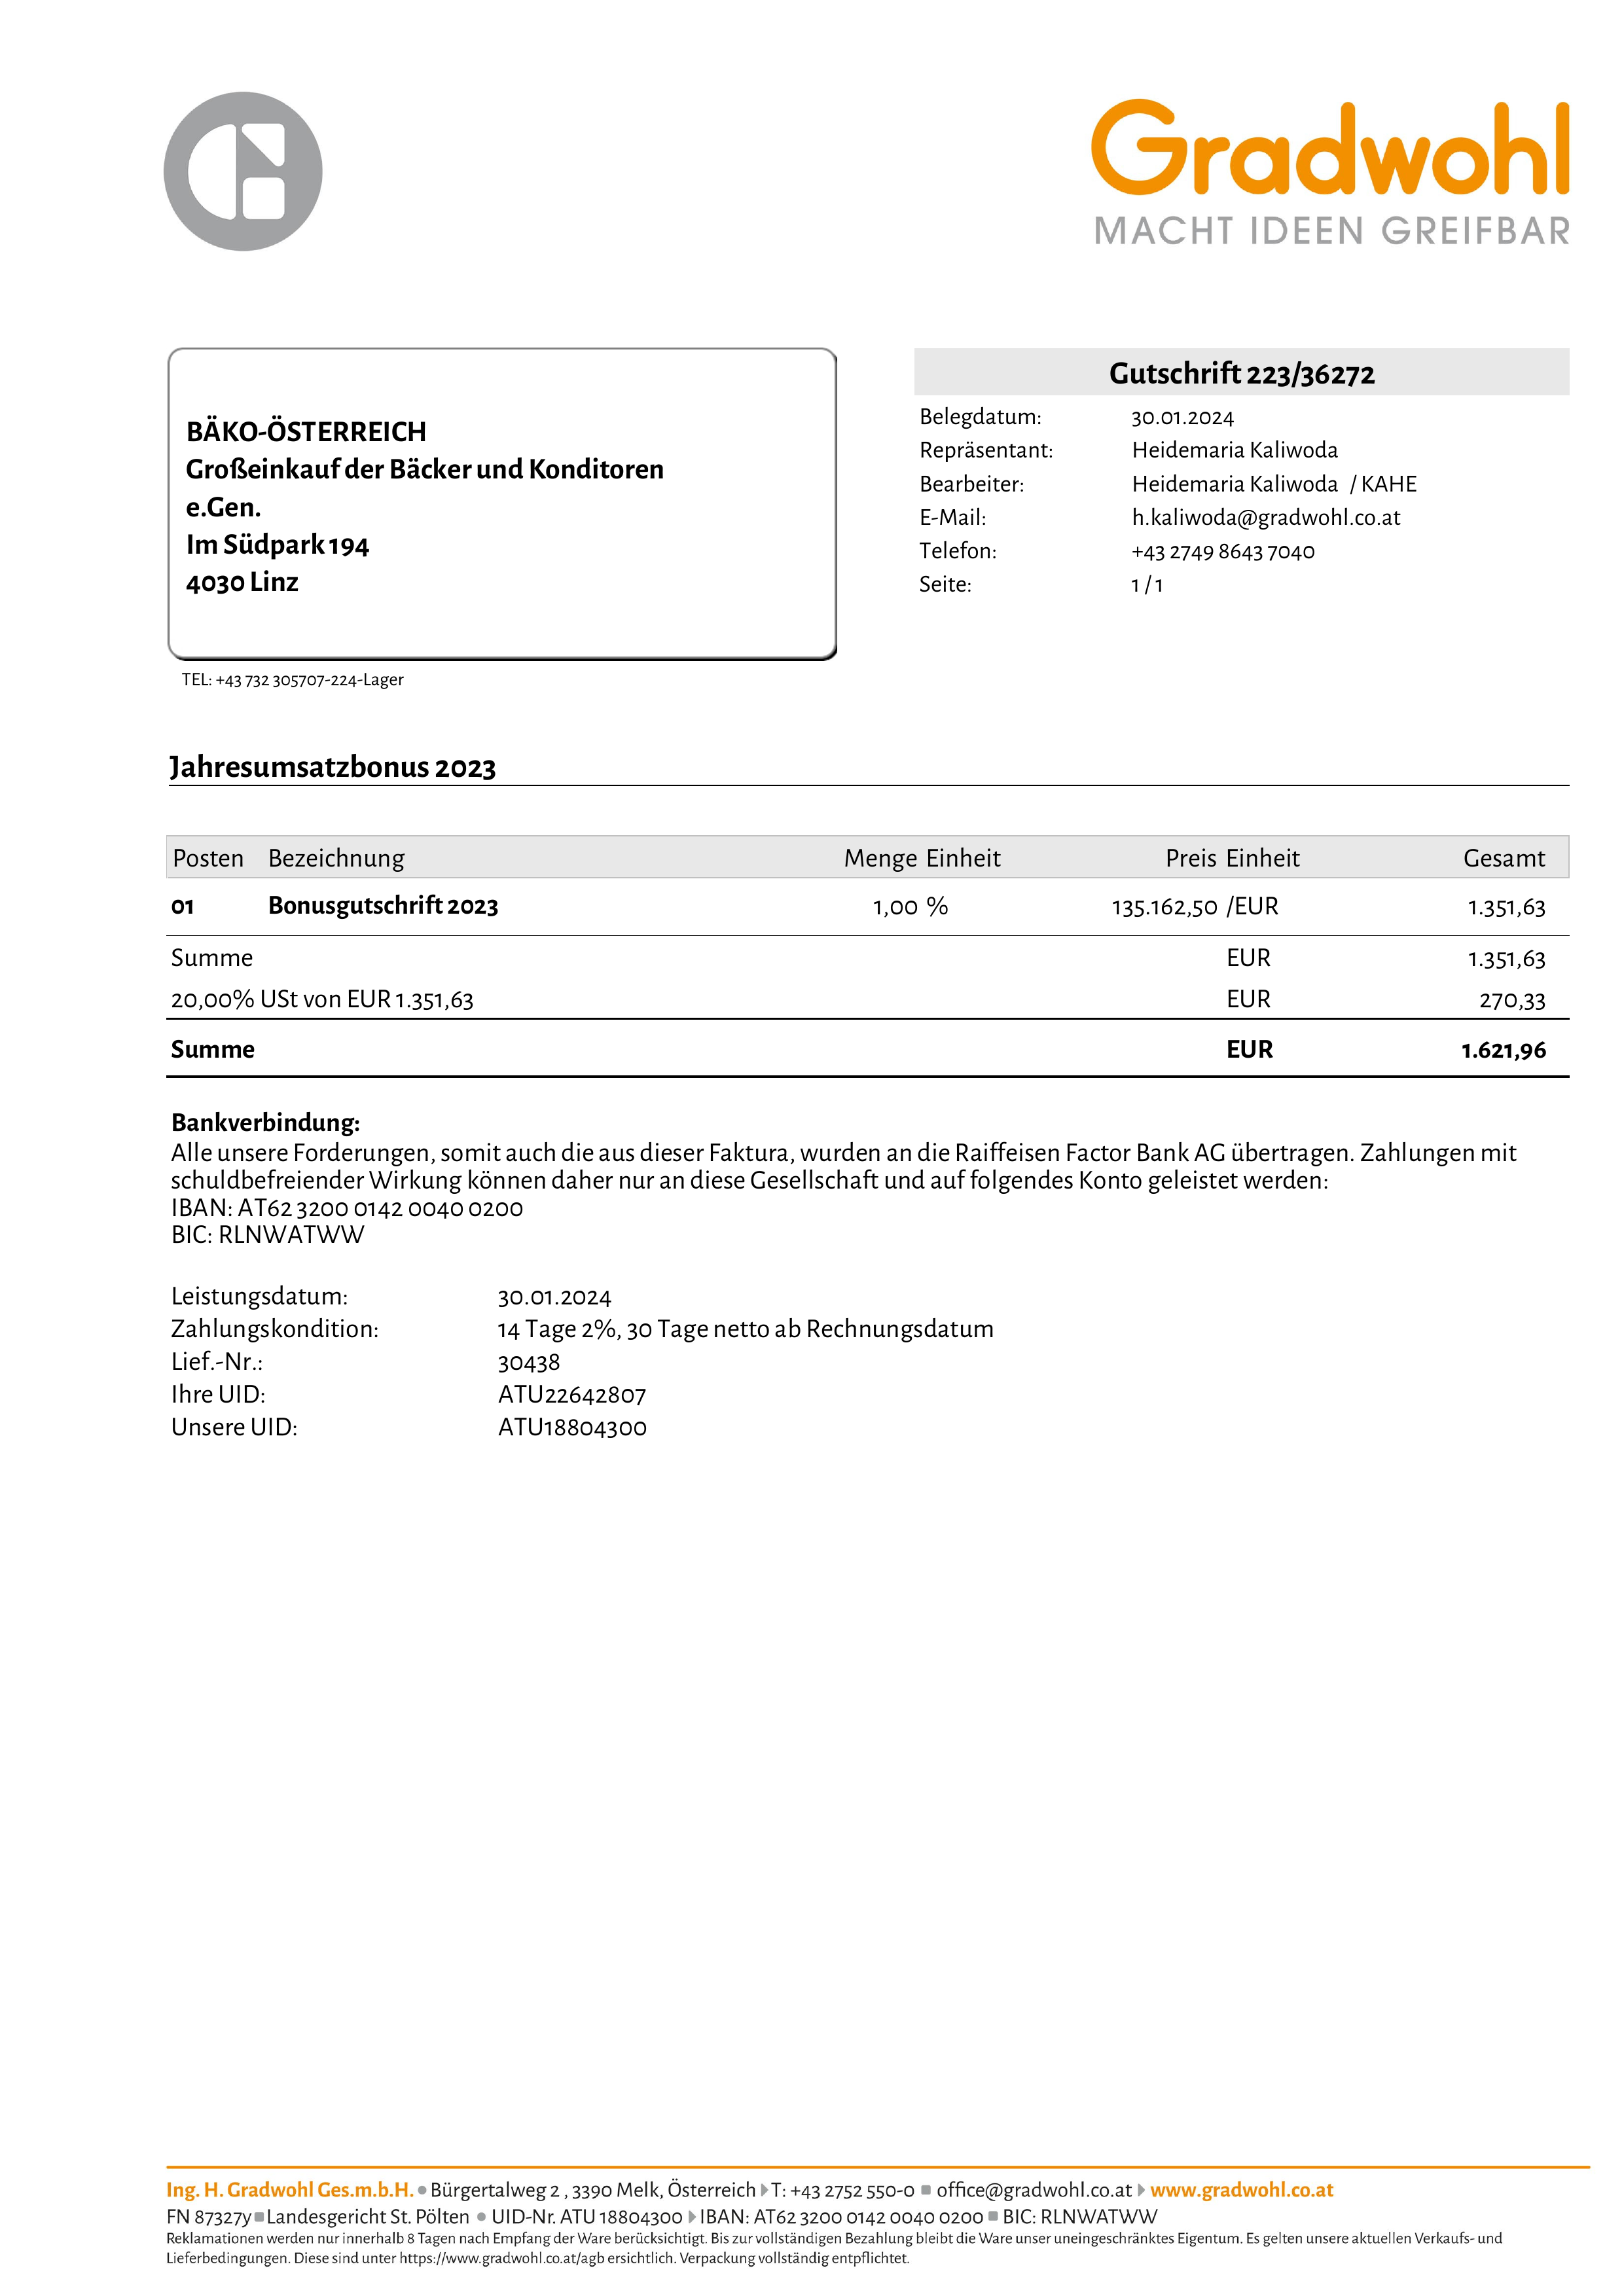 Gradwohl
MACHT IDEEN GREIFBAR
BÄKO-ÖSTERREICH
Großeinkauf der Bäcker und Konditoren
e.Gen.
Im Südpark 194
4030 Linz
TEL: +43 732 305707-224-Lager
Gutschrift 223/36272
Belegdatum: 30.01.2024
Repräsentant: Heidemaria Kaliwoda
Bearbeiter: Heidemaria Kaliwoda / KAHE
E-Mail: h.kaliwoda@gradwohl.co.at
Telefon: +43 2749 8643 7040
Seite: 1 / 1
Jahresumsatzbonus 2023
Posten Bezeichnung Menge Einheit Preis Einheit Gesamt
01 Bonusgutschrift 2023 1,00 % 135.162,50 /EUR 1.351,63
Summe EUR 1.351,63
20,00% USt von EUR 1.351,63 EUR 270,33
Summe EUR 1.621,96
Bankverbindung:
Alle unsere Forderungen, somit auch die aus dieser Faktura, wurden an die Raiffeisen Factor Bank AG übertragen. Zahlungen mit
schuldbefreiender Wirkung können daher nur an diese Gesellschaft und auf folgendes Konto geleistet werden:
IBAN: AT62 3200 0142 0040 0200
BIC: RLNWATWW
Leistungsdatum: 30.01.2024
Zahlungskondition: 14 Tage 2%, 30 Tage netto ab Rechnungsdatum
Lief.-Nr.: 30438
Ihre UID: ATU22642807
Unsere UID: ATU18804300
Ing. H. Gradwohl Ges.m.b.H. Bürgertalweg 2 , 3390 Melk, Österreich T: +43 2752 550-0 office@gradwohl.co.at www.gradwohl.co.at
FN 87327y Landesgericht St. Pölten UID-Nr. ATU 18804300 IBAN: AT62 3200 0142 0040 0200 BIC: RLNWATWW
Reklamationen werden nur innerhalb 8 Tagen nach Empfang der Ware berücksichtigt. Bis zur vollständigen Bezahlung bleibt die Ware unser uneingeschränktes Eigentum. Es gelten unsere aktuellen Verkaufs- und
Lieferbedingungen. Diese sind unter https://www.gradwohl.co.at/agb ersichtlich. Verpackung vollständig entpflichtet.